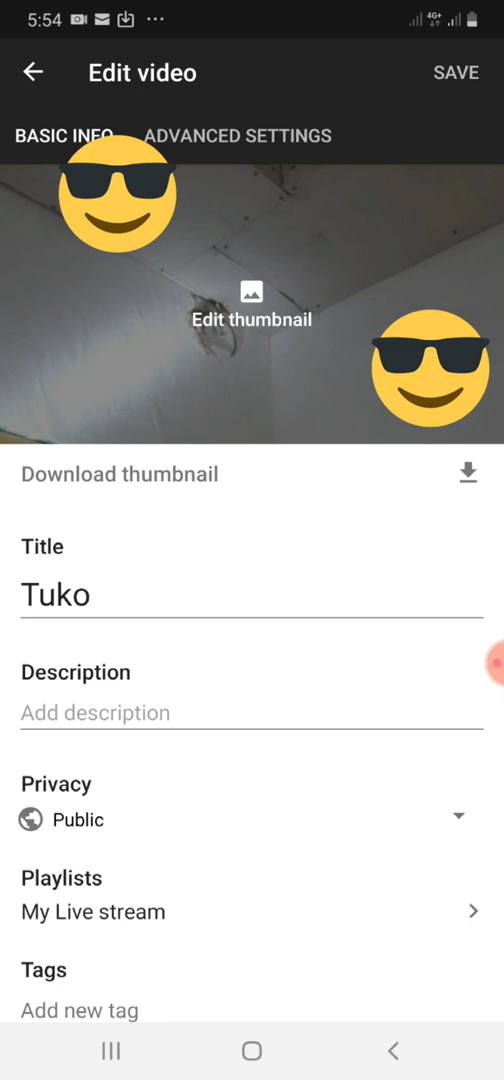 5:54
4G+
Edit video
SAVE
BASIC INFO
ADVANCED SETTINGS
Edit thumbnail
Download thumbnail
Title
Tuko
Description
Add description
Privacy
Public
Playlists
My Live stream
Tags
Add new tag